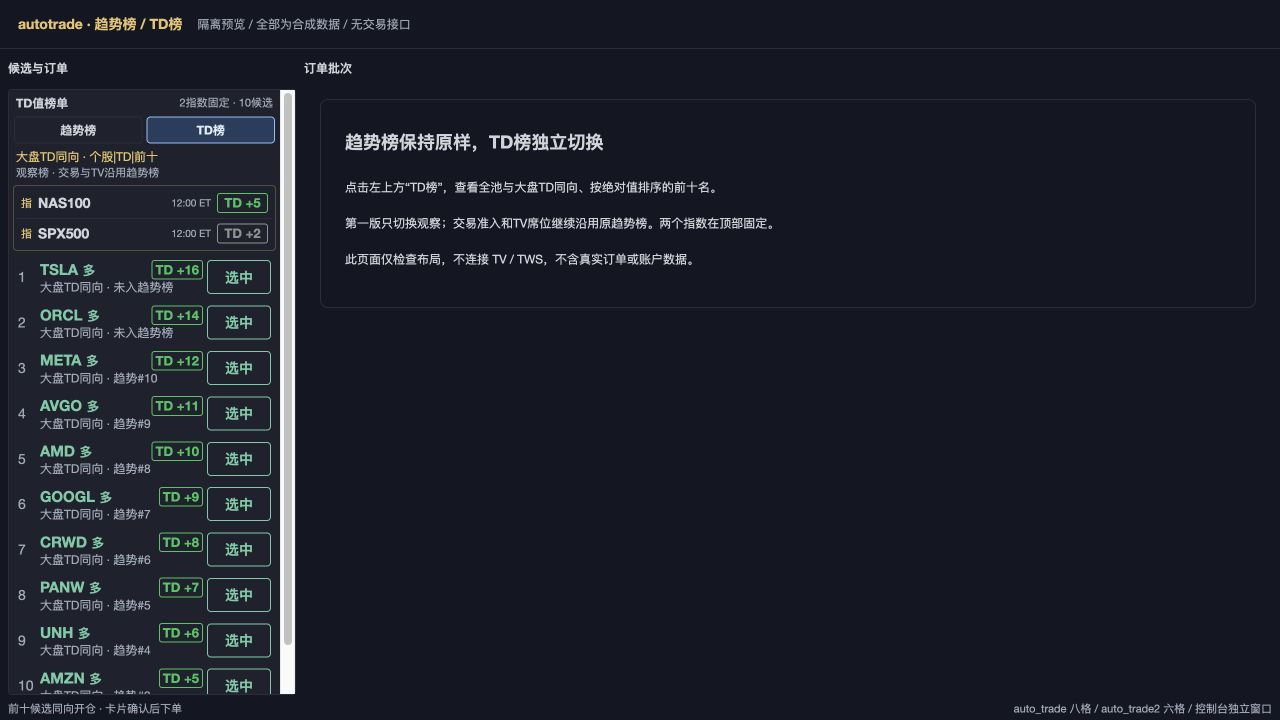 autotrade · 趋势榜 / TD榜 隔离预览 / 全部为合成数据 / 无交易接口
候选与订单
TD值榜单 2指数固定 · 10候选
趋势榜 TD榜
大盘TD同向 · 个股|TD|前十
观察榜 · 交易与TV沿用趋势榜
指 NAS100 12:00 ET TD +5
指 SPX500 12:00 ET TD +2
1 TSLA 多 TD +16 选中
大盘TD同向 · 未入趋势榜
2 ORCL 多 TD +14 选中
大盘TD同向 · 未入趋势榜
3 META 多 TD +12 选中
大盘TD同向 · 趋势#10
4 AVGO 多 TD +11 选中
大盘TD同向 · 趋势#9
5 AMD 多 TD +10 选中
大盘TD同向 · 趋势#8
6 GOOGL 多 TD +9 选中
大盘TD同向 · 趋势#7
7 CRWD 多 TD +8 选中
大盘TD同向 · 趋势#6
8 PANW 多 TD +7 选中
大盘TD同向 · 趋势#5
9 UNH 多 TD +6 选中
大盘TD同向 · 趋势#4
10 AMZN 多 TD +5 选中
订单批次
趋势榜保持原样，TD榜独立切换
点击左上方“TD榜”，查看全池与大盘TD同向、按绝对值排序的前十名。
第一版只切换观察；交易准入和TV席位继续沿用原趋势榜。两个指数在顶部固定。
此页面仅检查布局，不连接 TV / TWS，不含真实订单或账户数据。
前十候选同向开仓 · 卡片确认后下单
auto_trade 八格 / auto_trade2 六格 / 控制台独立窗口